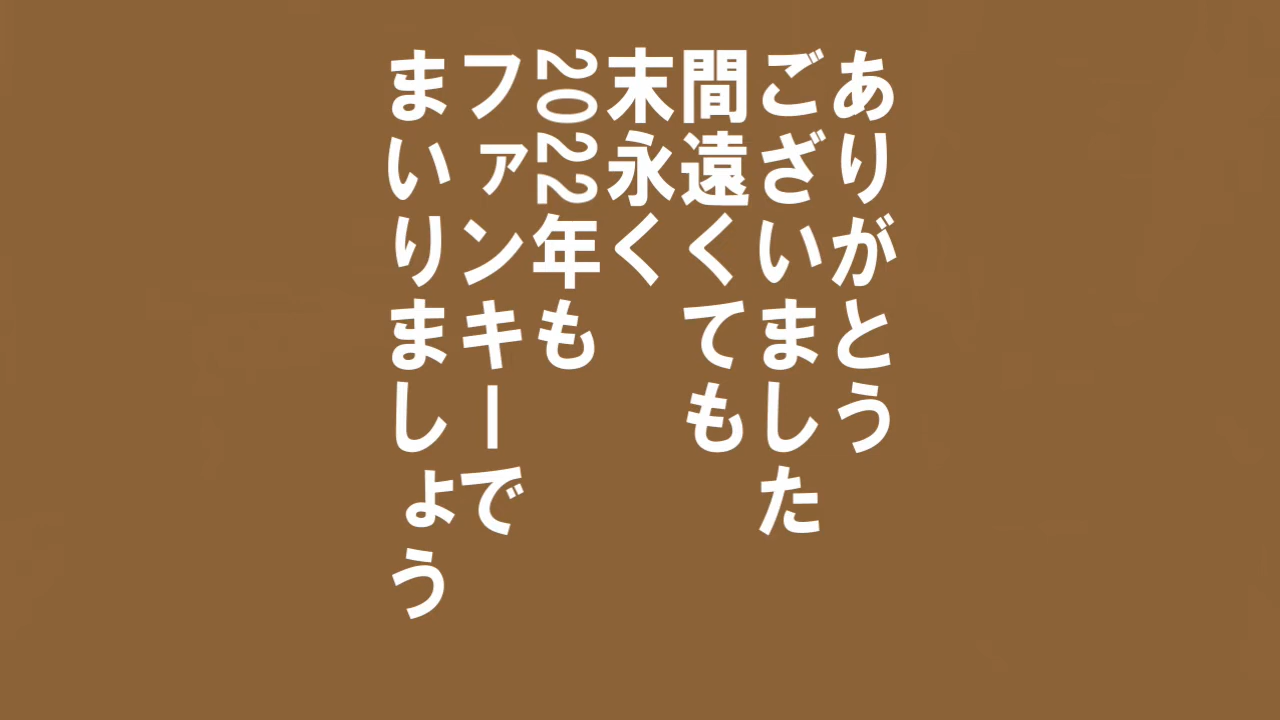 ありがとう
ございました
間遠くても
末永く
2022年も
ファンキーで
まいりましょう